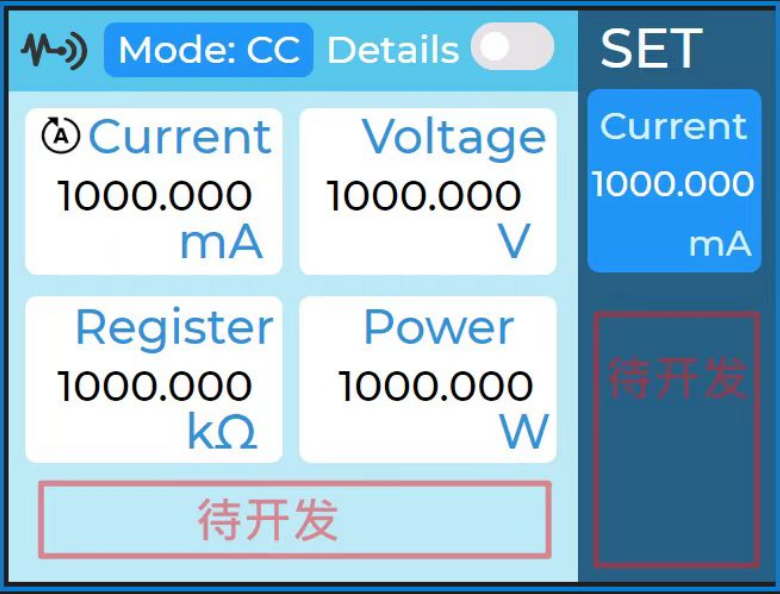 Mode: CC Details
SET
A Current
1000.000
mA
Voltage
1000.000
V
Register
1000.000
kΩ
Power
1000.000
W
待开发
Current
1000.000
mA
待开发